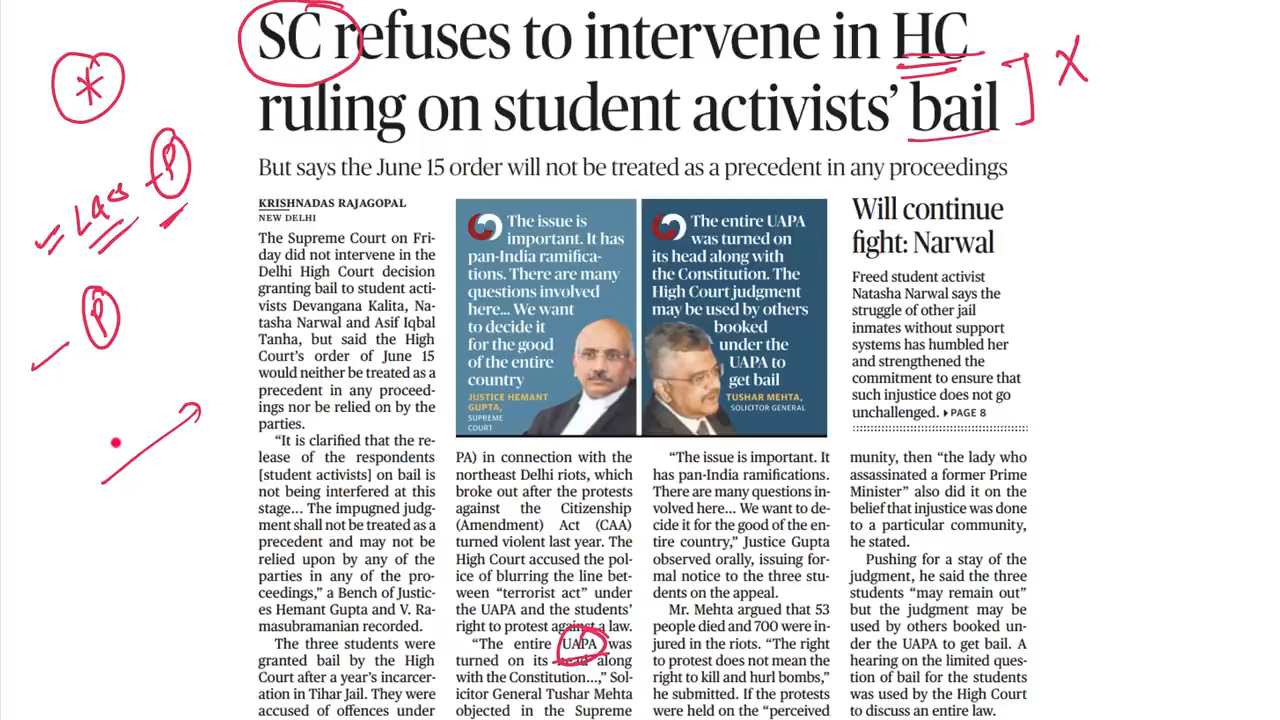 SC refuses to intervene in HC
ruling on student activists' bail
But says the June 15 order will not be treated as a precedent in any proceedings
X
*
= Laws - P
P
KRISHNADAS RAJAGOPAL
NEW DELHI
The Supreme Court on Fri-
day did not intervene in the
Delhi High Court decision
granting bail to student acti-
vists Devangana Kalita, Na-
tasha Narwal and Asif Iqbal
Tanha, but said the High
Court's order of June 15
would neither be treated as a
precedent in any proceed-
ings nor be relied on by the
parties.
"It is clarified that the re-
lease of the respondents
[student activists] on bail is
not being interfered at this
stage... The impugned judg-
ment shall not be treated as a
precedent and may not be
relied upon by any of the
parties in any of the pro-
ceedings," a Bench of Justic-
es Hemant Gupta and V. Ra-
masubramanian recorded.
The three students were
granted bail by the High
Court after a year's incarcer-
ation in Tihar Jail. They were
accused of offences under
The issue is
important. It has
pan-India ramifica-
tions. There are many
questions involved
here... We want
to decide it
for the good
of the entire
country
JUSTICE HEMANT
GUPTA,
SUPREME
COURT
The entire UAPA
was turned on
its head along with
the Constitution. The
High Court judgment
may be used by others
booked
under the
UAPA to
get bail
TUSHAR MEHTA,
SOLICITOR GENERAL
PA) in connection with the
northeast Delhi riots, which
broke out after the protests
against the Citizenship
(Amendment) Act (CAA)
turned violent last year. The
High Court accused the pol-
ice of blurring the line bet-
ween "terrorist act" under
the UAPA and the students'
right to protest against a law.
"The entire UAPA was
turned on its head along
with the Constitution...," Sol-
icitor General Tushar Mehta
objected in the Supreme
"The issue is important. It
has pan-India ramifications.
There are many questions in-
volved here... We want to de-
cide it for the good of the en-
tire country," Justice Gupta
observed orally, issuing for-
mal notice to the three stu-
dents on the appeal.
Mr. Mehta argued that 53
people died and 700 were in-
jured in the riots. "The right
to protest does not mean the
right to kill and hurl bombs,"
he submitted. If the protests
were held on the "perceived
Will continue
fight: Narwal
Freed student activist
Natasha Narwal says the
struggle of other jail
inmates without support
systems has humbled her
and strengthened the
commitment to ensure that
such injustice does not go
unchallenged. ▸ PAGE 8
munity, then "the lady who
assassinated a former Prime
Minister" also did it on the
belief that injustice was done
to a particular community,
he stated.
Pushing for a stay of the
judgment, he said the three
students "may remain out"
but the judgment may be
used by others booked un-
der the UAPA to get bail. A
hearing on the limited ques-
tion of bail for the students
was used by the High Court
to discuss an entire law.